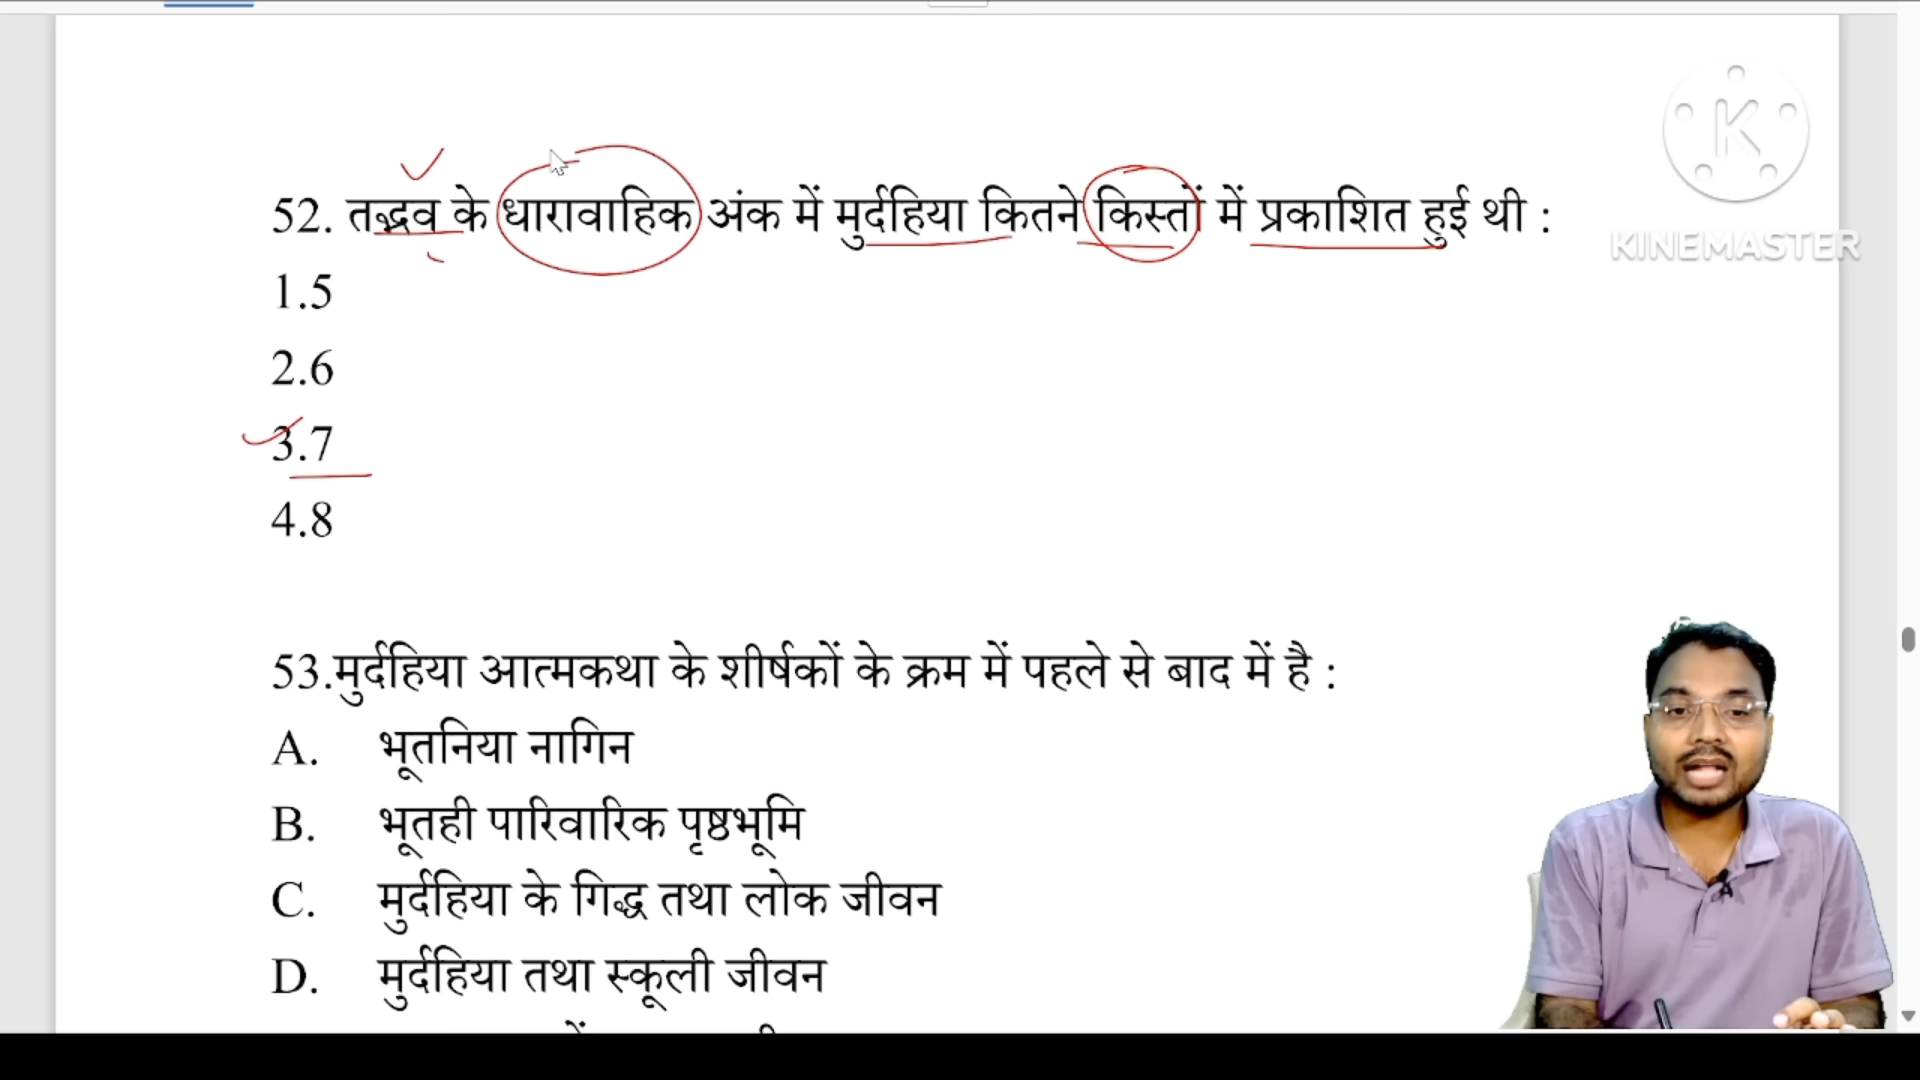 52. तद्भव के धारावाहिक अंक में मुर्दहिया कितने किस्तों में प्रकाशित हुई थी :
1.5
2.6
3.7
4.8
53.मुर्दहिया आत्मकथा के शीर्षकों के क्रम में पहले से बाद में है :
A. भूतनिया नागिन
B. भूतही पारिवारिक पृष्ठभूमि
C. मुर्दहिया के गिद्ध तथा लोक जीवन
D. मुर्दहिया तथा स्कूली जीवन
K
KINEMASTER